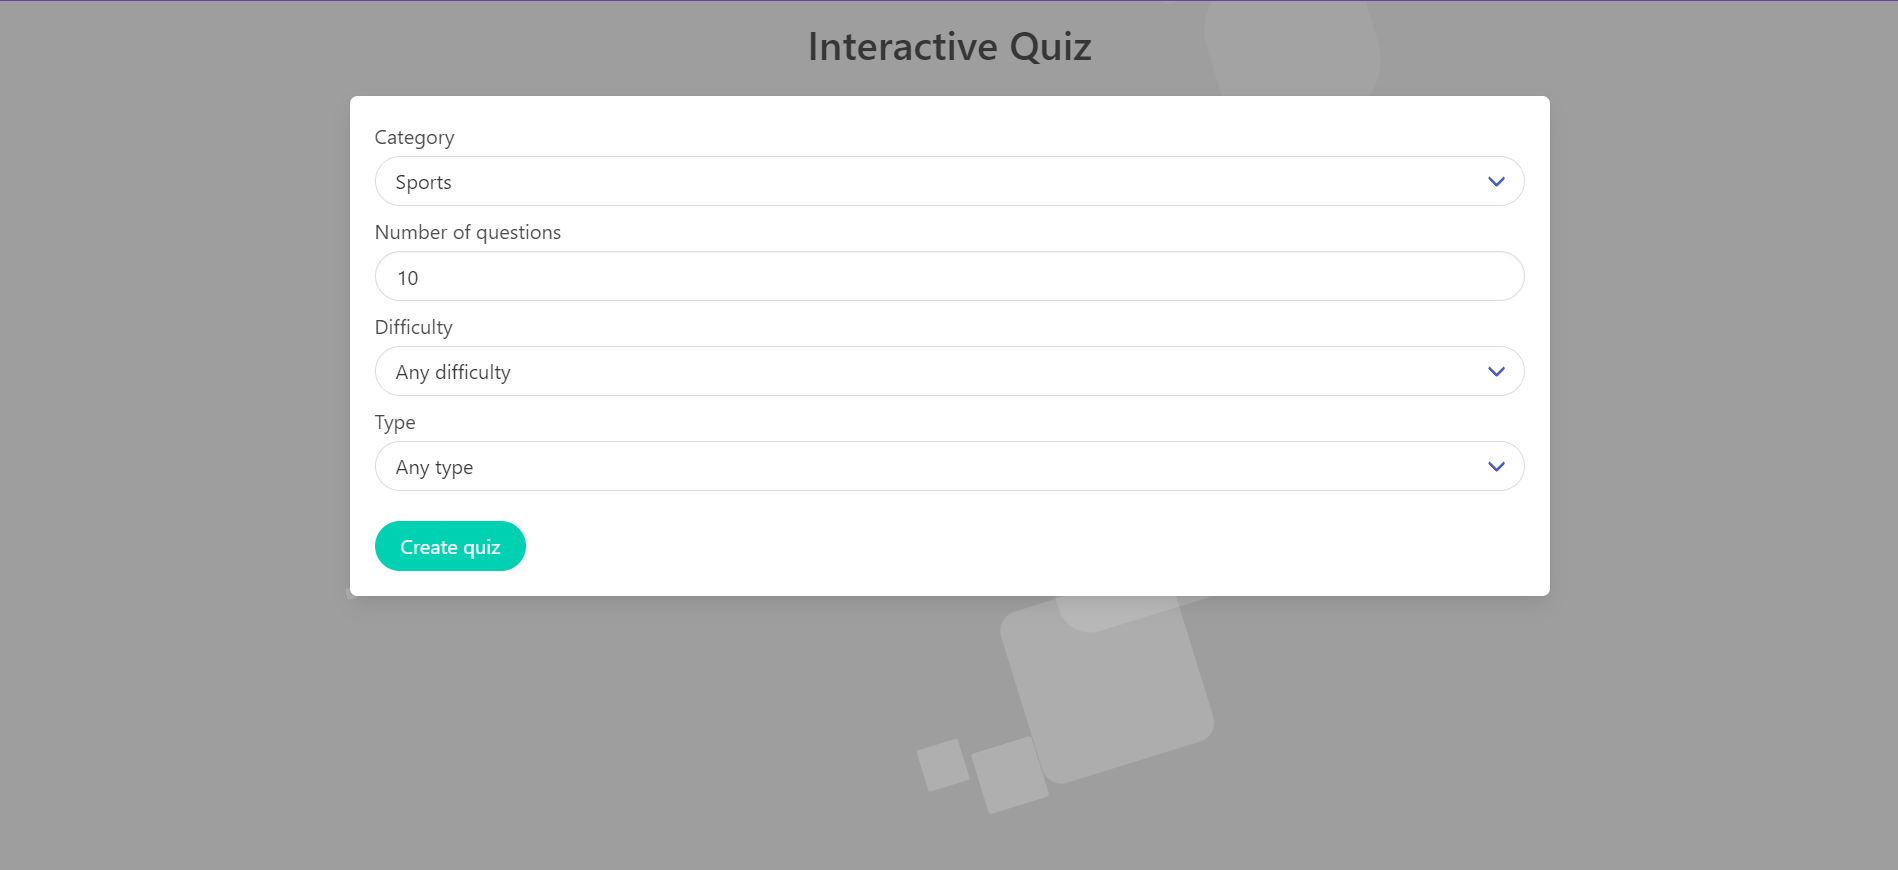 Interactive Quiz
Category
Sports
Number of questions
10
Difficulty
Any difficulty
Type
Any type
Create quiz